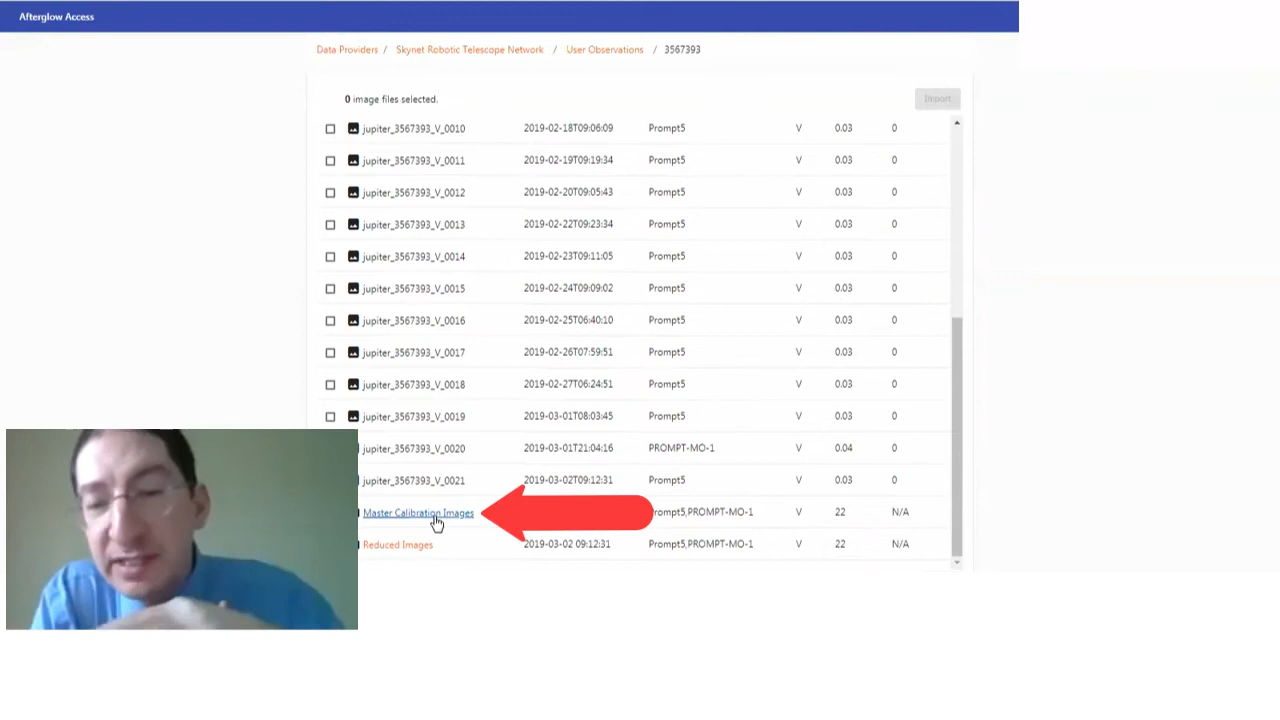 Afterglow Access
Data Providers / Skynet Robotic Telescope Network / User Observations / 3567393
0 image files selected. Import
jupiter_3567393_V_0010 2019-02-18T09:06:09 Prompt5 V 0.03 0
jupiter_3567393_V_0011 2019-02-19T09:19:34 Prompt5 V 0.03 0
jupiter_3567393_V_0012 2019-02-20T09:05:43 Prompt5 V 0.03 0
jupiter_3567393_V_0013 2019-02-22T09:23:34 Prompt5 V 0.03 0
jupiter_3567393_V_0014 2019-02-23T09:11:05 Prompt5 V 0.03 0
jupiter_3567393_V_0015 2019-02-24T09:09:02 Prompt5 V 0.03 0
jupiter_3567393_V_0016 2019-02-25T06:40:10 Prompt5 V 0.03 0
jupiter_3567393_V_0017 2019-02-26T07:59:51 Prompt5 V 0.03 0
jupiter_3567393_V_0018 2019-02-27T06:24:51 Prompt5 V 0.03 0
jupiter_3567393_V_0019 2019-03-01T08:03:45 Prompt5 V 0.03 0
jupiter_3567393_V_0020 2019-03-01T21:04:16 PROMPT-MO-1 V 0.04 0
jupiter_3567393_V_0021 2019-03-02T09:12:31 Prompt5 V 0.03 0
Master Calibration Images rompt5,PROMPT-MO-1 V 22 N/A
Reduced Images 2019-03-02 09:12:31 Prompt5,PROMPT-MO-1 V 22 N/A